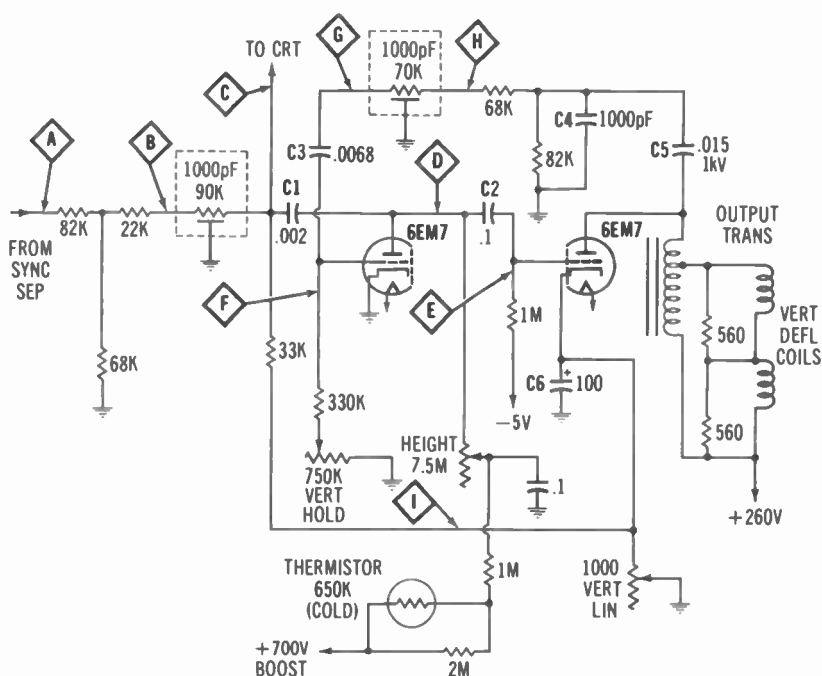 G
H
TO CRT
1000pF
70K
C
68K
C4
1000pF
A
B
C3
.0068
D
82K
C5
.015
1kV
1000pF
90K
C1
C2
82K
22K
.002
6EM7
.1
6EM7
OUTPUT
TRANS
FROM
SYNC
SEP
F
E
1M
560
VERT
DEFL
COILS
68K
33K
C6
+
100
330K
-5V
560
HEIGHT
7.5M
750K
VERT
HOLD
I
.1
+260V
THERMISTOR
650K
(COLD)
1M
1000
VERT
LIN
+700V
BOOST
2M